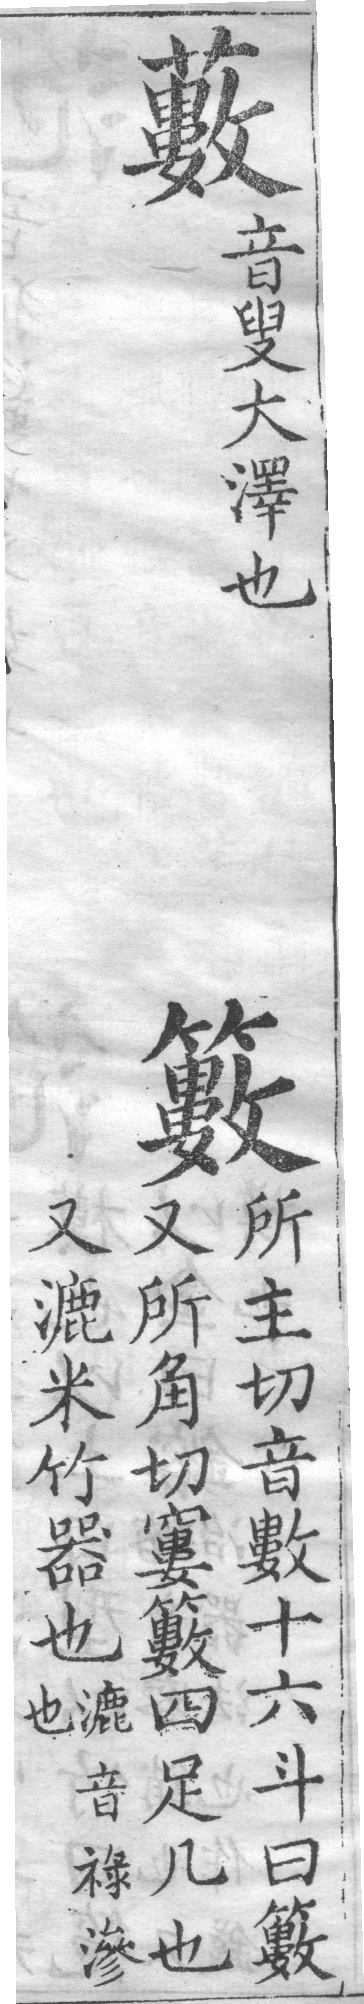 藪
音叟大澤也
籔
所主切音數十六斗曰籔
又所角切窶籔四足几也
又漉米竹器也
漉音祿滲
也